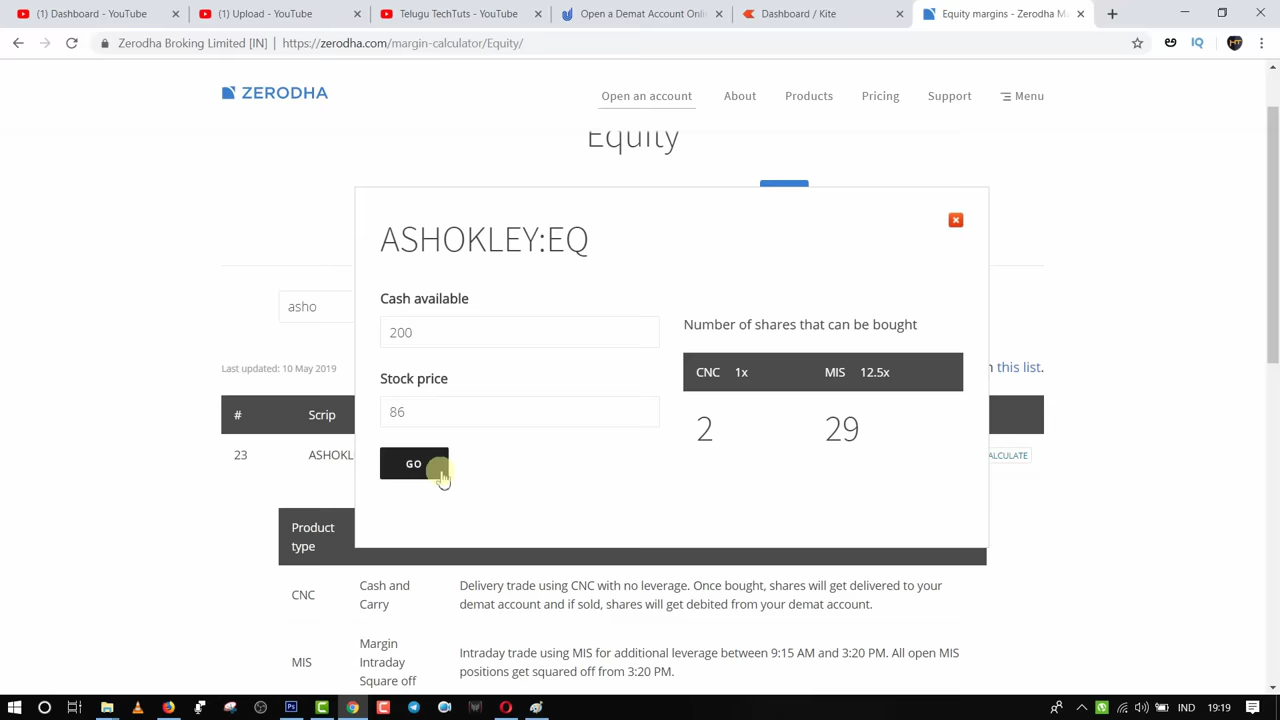 (1) Dashboard - YouTube
(1) Upload - YouTube
Telugu TechTuts - YouTube
Open a Demat Account Onli
Dashboard / Kite
Equity margins - Zerodha M
Zerodha Broking Limited [IN] | https://zerodha.com/margin-calculator/Equity/
IQ
ZERODHA
Open an account
About
Products
Pricing
Support
Menu
Equity
ASHOKLEY:EQ
Cash available
200
Stock price
86
GO
Number of shares that can be bought
CNC 1x MIS 12.5x
2 29
asho
Last updated: 10 May 2019
this list.
# Scrip
23 ASHOKL
ALCULATE
Product
type
CNC
Cash and
Carry
Delivery trade using CNC with no leverage. Once bought, shares will get delivered to your
demat account and if sold, shares will get debited from your demat account.
MIS
Margin
Intraday
Square off
Intraday trade using MIS for additional leverage between 9:15 AM and 3:20 PM. All open MIS
positions get squared off from 3:20 PM.
IND
19:19